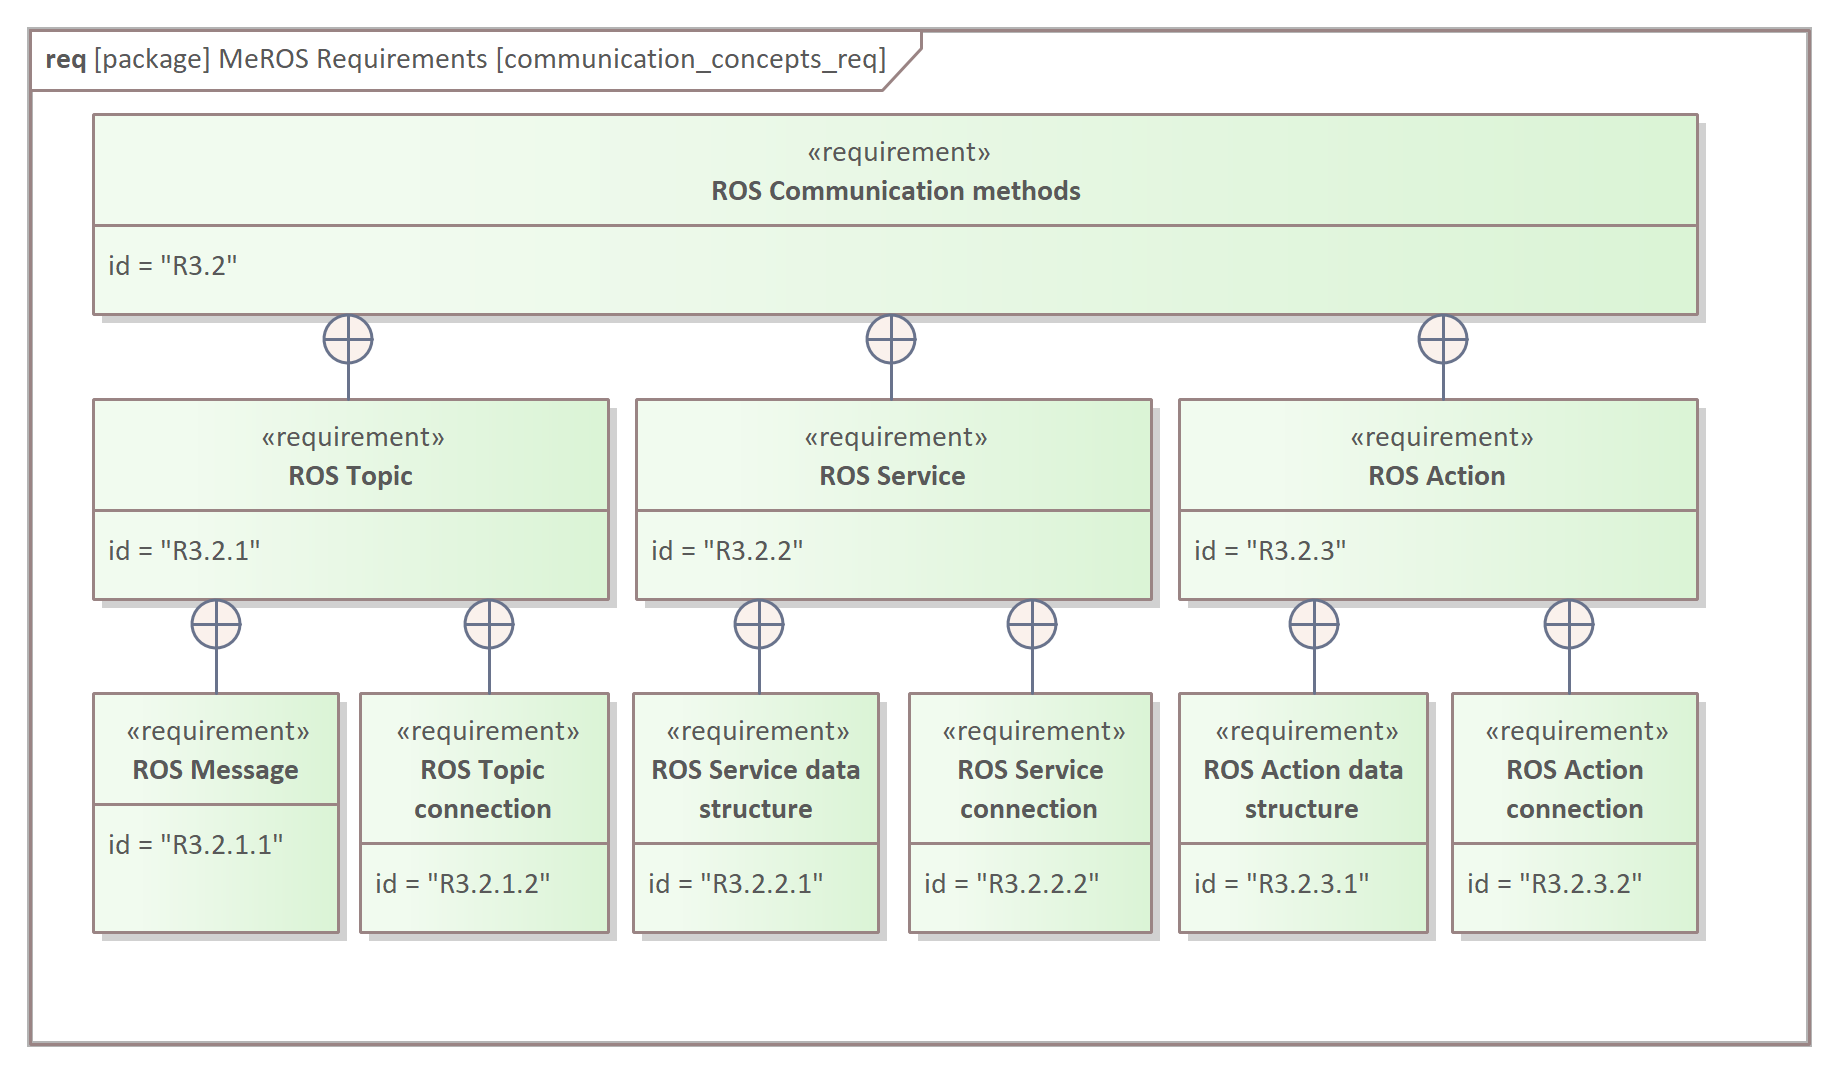 req [package] MeROS Requirements [communication_concepts_req]
«requirement»
ROS Communication methods
id = "R3.2"
«requirement»
ROS Topic
id = "R3.2.1"
«requirement»
ROS Service
id = "R3.2.2"
«requirement»
ROS Action
id = "R3.2.3"
«requirement»
ROS Message
id = "R3.2.1.1"
«requirement»
ROS Topic
connection
id = "R3.2.1.2"
«requirement»
ROS Service data
structure
id = "R3.2.2.1"
«requirement»
ROS Service
connection
id = "R3.2.2.2"
«requirement»
ROS Action data
structure
id = "R3.2.3.1"
«requirement»
ROS Action
connection
id = "R3.2.3.2"